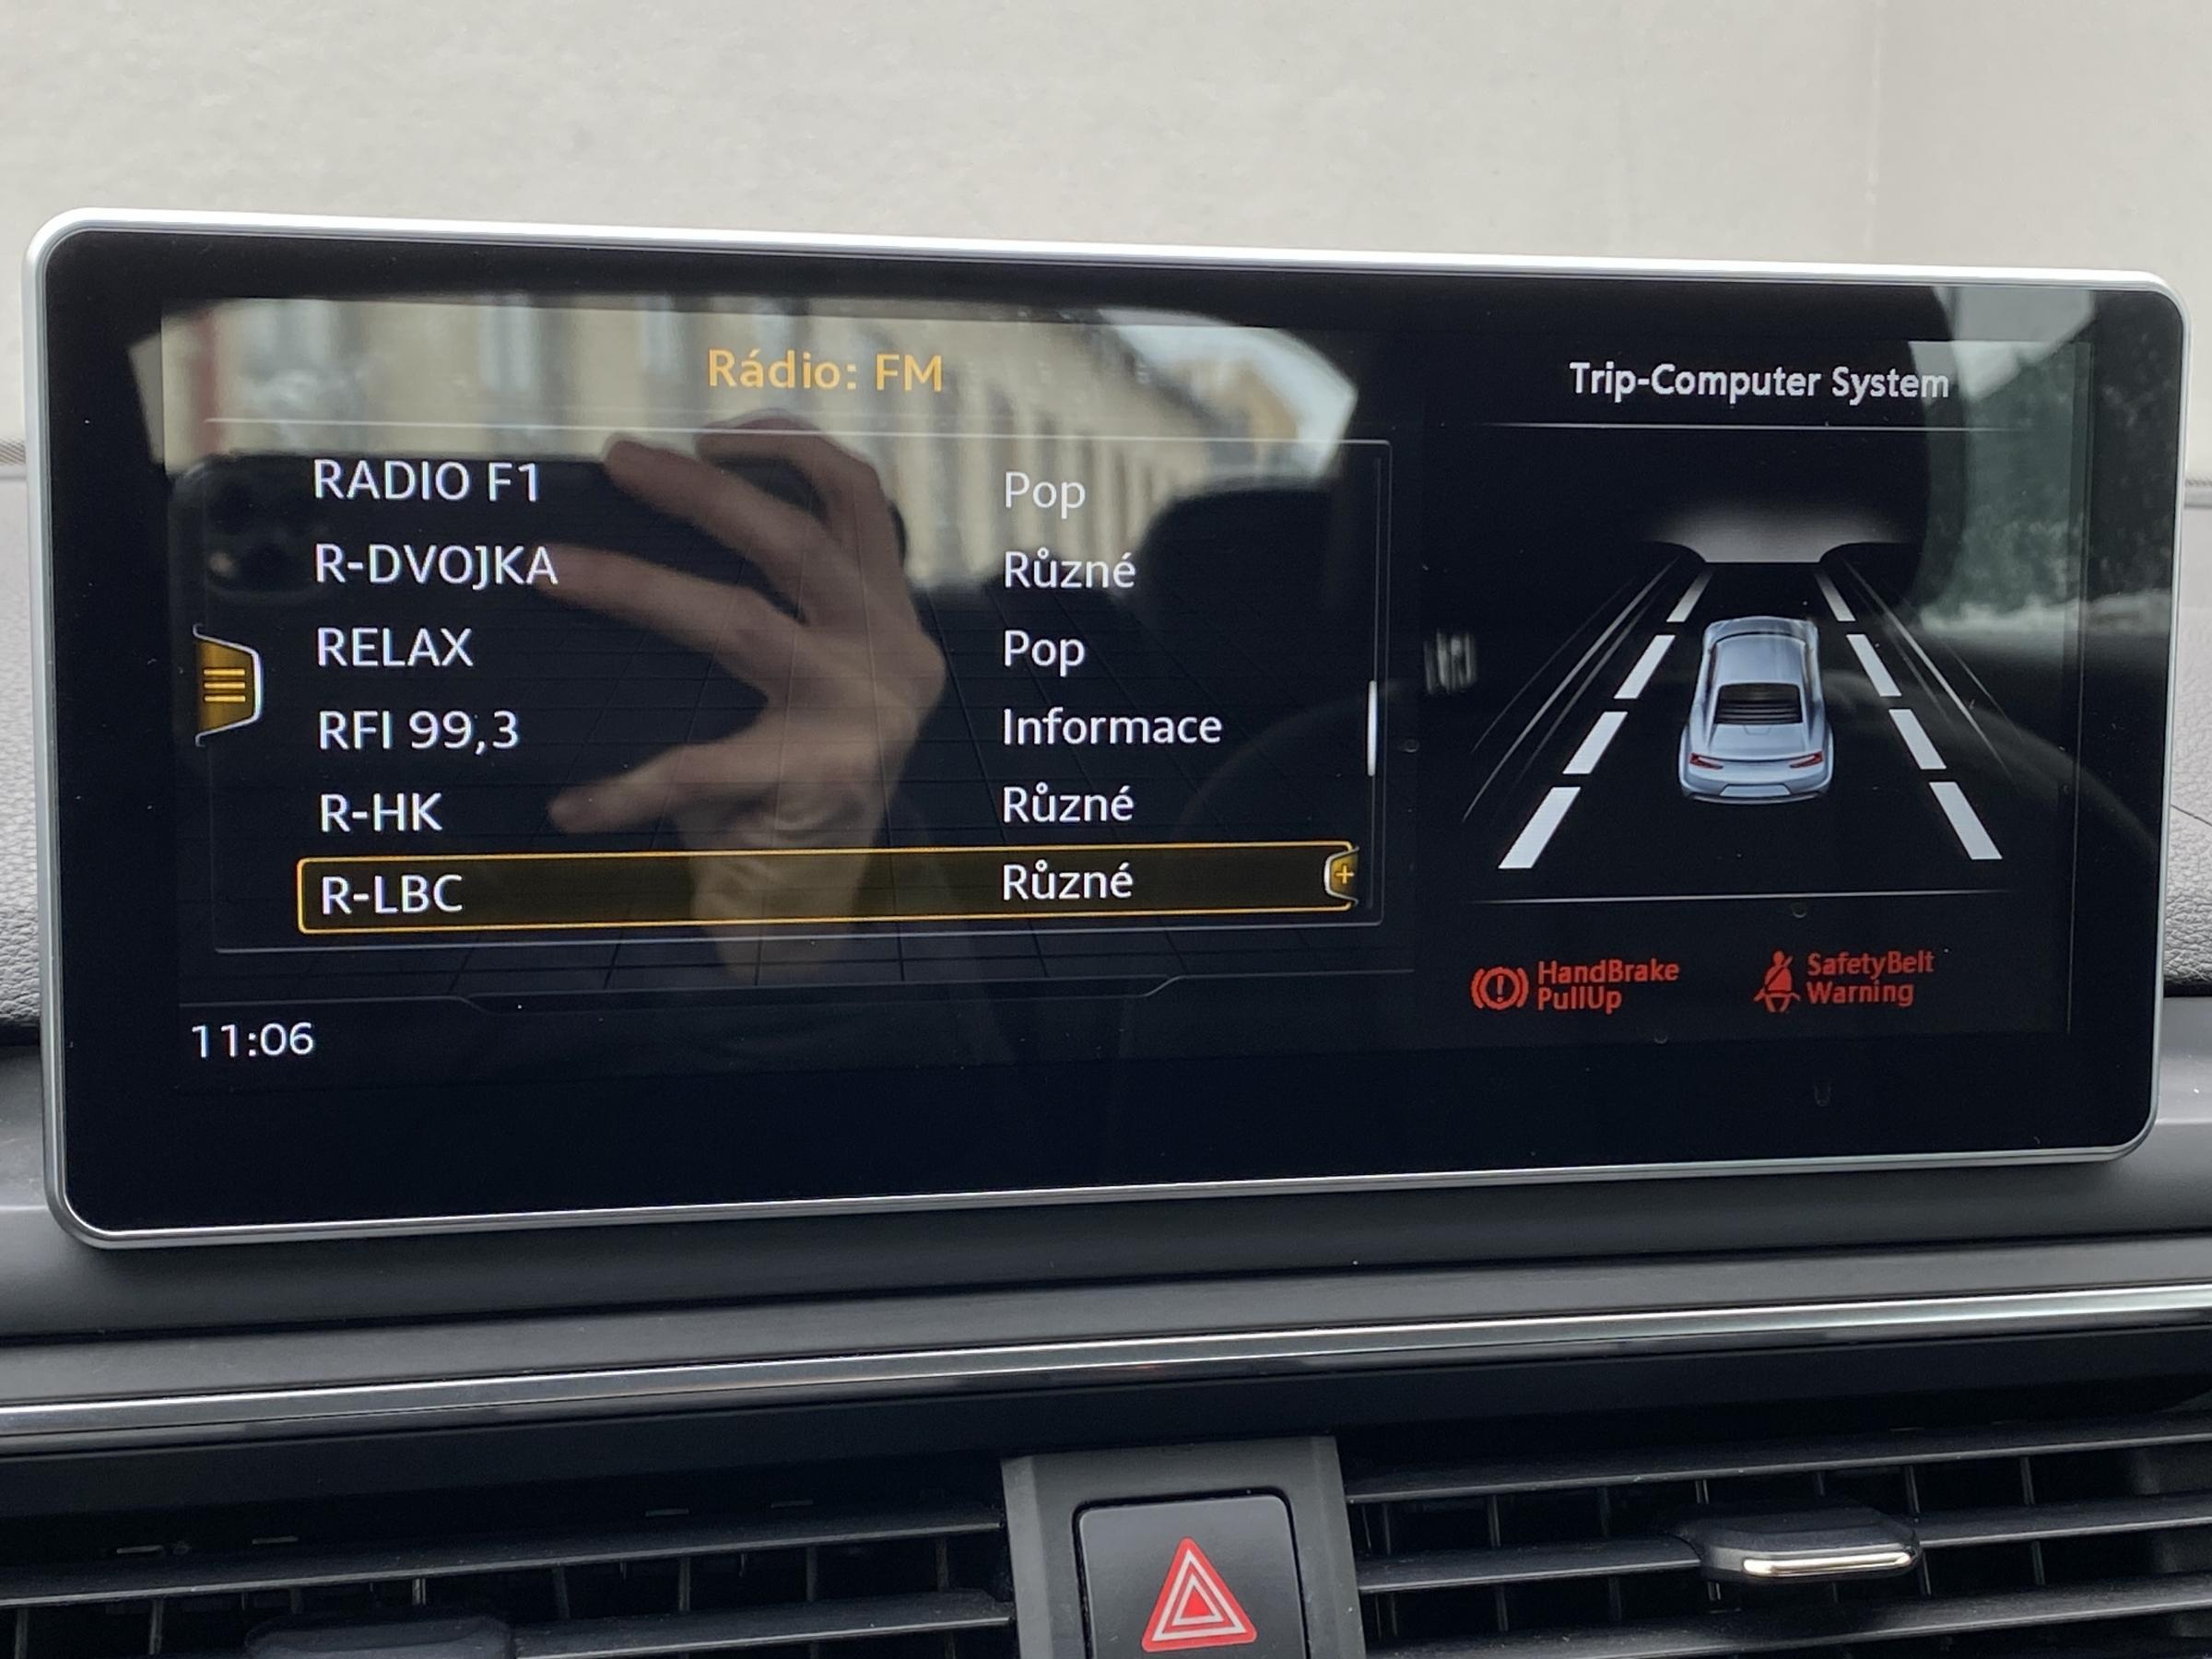 Rádio: FM
RADIO F1 Pop
R-DVOJKA Různé
RELAX Pop
RFI 99,3 Informace
R-HK Různé
R-LBC Různé
11:06
Trip-Computer System
HandBrake
PullUp
SafetyBelt
Warning